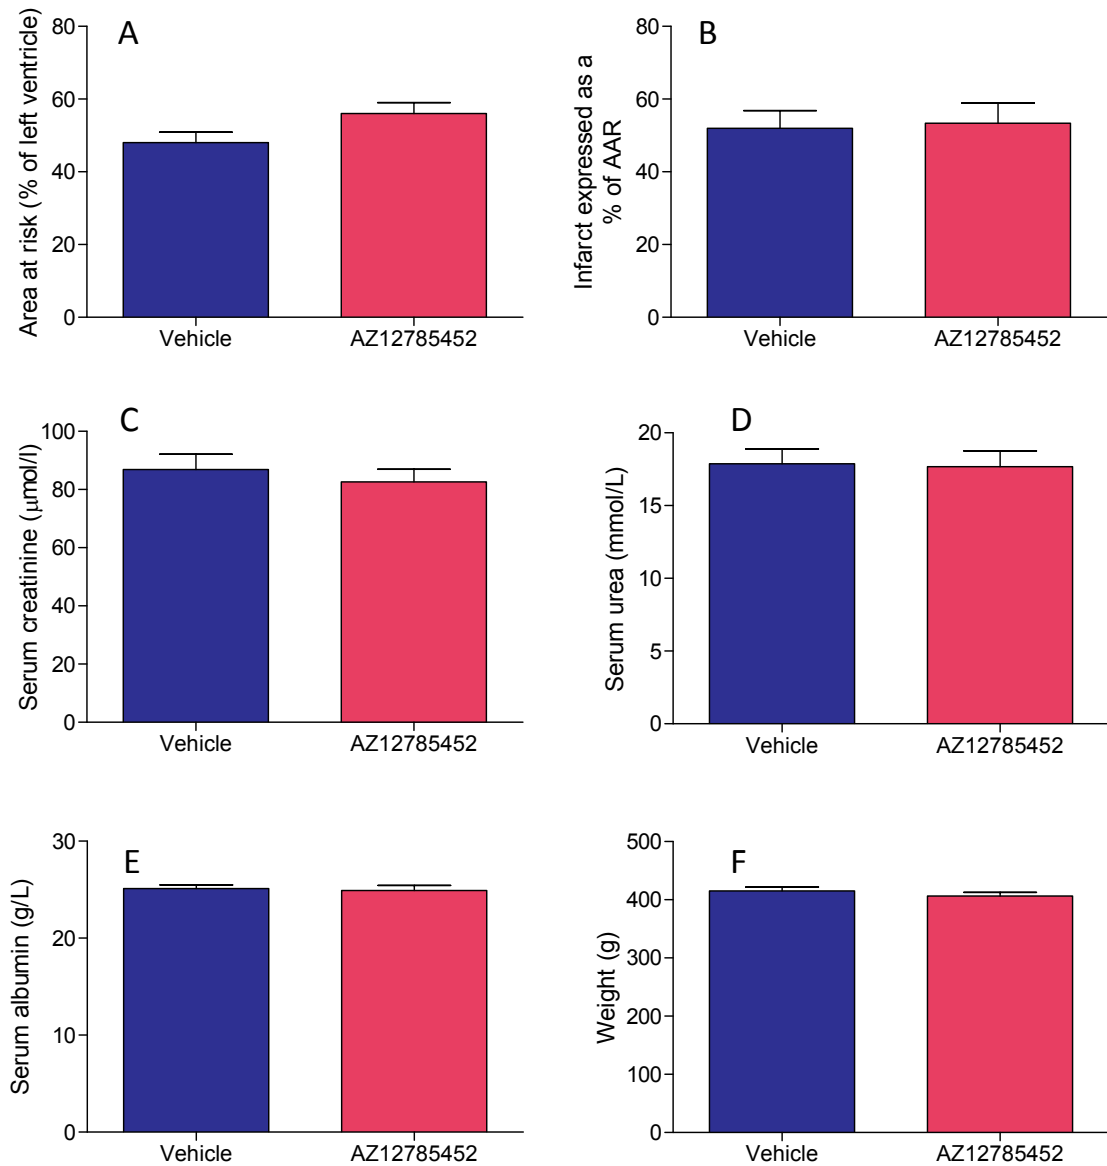 A
Area at risk (% of left ventricle)
80
60
40
20
0
Vehicle
AZ12785452
B
Infarct expressed as a
% of AAR
80
60
40
20
0
Vehicle
AZ12785452
C
Serum creatinine (μmol/l)
100
80
60
40
20
0
Vehicle
AZ12785452
D
Serum urea (mmol/L)
20
15
10
5
0
Vehicle
AZ12785452
E
Serum albumin (g/L)
30
20
10
0
Vehicle
AZ12785452
F
Weight (g)
500
400
300
200
100
0
Vehicle
AZ12785452